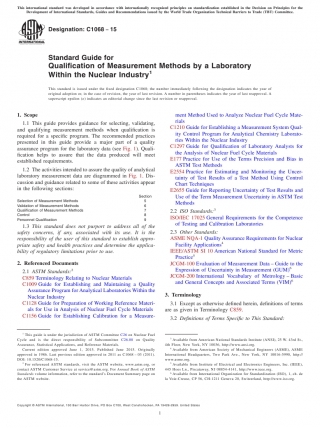 This international standard was developed in accordance with internationally recognized principles on standardization established in the Decision on Principles for the
Development of International Standards, Guides and Recommendations issued by the World Trade Organization Technical Barriers to Trade (TBT) Committee.
Designation: C1068 − 15
Standard Guide for
Qualification of Measurement Methods by a Laboratory
Within the Nuclear Industry1
This standard is issued under the fixed designation C1068; the number immediately following the designation indicates the year of
original adoption or, in the case of revision, the year of last revision. A number in parentheses indicates the year of last reapproval. A
superscript epsilon (ε) indicates an editorial change since the last revision or reapproval.
1. Scope
1.1 This guide provides guidance for selecting, validating,
and qualifying measurement methods when qualification is
required for a specific program. The recommended practices
presented in this guide provide a major part of a quality
assurance program for the laboratory data (see Fig. 1). Quali-
fication helps to assure that the data produced will meet
established requirements.
1.2 The activities intended to assure the quality of analytical
laboratory measurement data are diagrammed in Fig. 1. Dis-
cussion and guidance related to some of these activities appear
in the following sections:
Section
Selection of Measurement Methods 5
Validation of Measurement Methods 6
Qualification of Measurement Methods 7
Control 8
Personnel Qualification 9
1.3 This standard does not purport to address all of the
safety concerns, if any, associated with its use. It is the
responsibility of the user of this standard to establish appro-
priate safety and health practices and determine the applica-
bility of regulatory limitations prior to use.
2. Referenced Documents
2.1 ASTM Standards:2
C859 Terminology Relating to Nuclear Materials
C1009 Guide for Establishing and Maintaining a Quality
Assurance Program for Analytical Laboratories Within the
Nuclear Industry
C1128 Guide for Preparation of Working Reference Materi-
als for Use in Analysis of Nuclear Fuel Cycle Materials
C1156 Guide for Establishing Calibration for a Measure-
1 This guide is under the jurisdiction of ASTM Committee C26 on Nuclear Fuel
Cycle and is the direct responsibility of Subcommittee C26.08 on Quality
Assurance, Statistical Applications, and Reference Materials.
Current edition approved June 1, 2015. Published June 2015. Originally
approved in 1986. Last previous edition approved in 2011 as C1068 – 03 (2011).
DOI: 10.1520/C1068-15.
2 For referenced ASTM standards, visit the ASTM website, www.astm.org, or
contact ASTM Customer Service at service@astm.org. For Annual Book of ASTM
Standards volume information, refer to the standard's Document Summary page on
the ASTM website.
ment Method Used to Analyze Nuclear Fuel Cycle Mate-
rials
C1210 Guide for Establishing a Measurement System Qual-
ity Control Program for Analytical Chemistry Laborato-
ries Within the Nuclear Industry
C1297 Guide for Qualification of Laboratory Analysts for
the Analysis of Nuclear Fuel Cycle Materials
E177 Practice for Use of the Terms Precision and Bias in
ASTM Test Methods
E2554 Practice for Estimating and Monitoring the Uncer-
tainty of Test Results of a Test Method Using Control
Chart Techniques
E2655 Guide for Reporting Uncertainty of Test Results and
Use of the Term Measurement Uncertainty in ASTM Test
Methods
2.2 ISO Standards:3
ISO/IEC 17025 General Requirements for the Competence
of Testing and Calibration Laboratories
2.3 Other Standards:
ASME NQA-1 Quality Assurance Requirements for Nuclear
Facility Applications4
IEEE/ASTM SI 10 American National Standard for Metric
Practice5
JCGM-100 Evaluation of Measurement Data – Guide to the
Expression of Uncertainty in Measurement (GUM)6
JCGM-200 International Vocabulary of Metrology—Basic
and General Concepts and Associated Terms (VIM)6
3. Terminology
3.1 Except as otherwise defined herein, definitions of terms
are as given in Terminology C859.
3.2 Definitions of Terms Specific to This Standard:
3 Available from American National Standards Institute (ANSI), 25 W. 43rd St.,
4th Floor, New York, NY 10036, http://www.ansi.org.
4 Available from American Society of Mechanical Engineers (ASME), ASME
International Headquarters, Two Park Ave., New York, NY 10016-5990, http://
www.asme.org.
5 Available from Institute of Electrical and Electronics Engineers, Inc. (IEEE),
445 Hoes Ln., Piscataway, NJ 08854-4141, http://www.ieee.org.
6 Available from International Organization for Standardization (ISO), 1, ch. de
la Voie-Creuse, CP 56, CH-1211 Geneva 20, Switzerland, http://www.iso.org.
Copyright © ASTM International, 100 Barr Harbor Drive, PO Box C700, West Conshohocken, PA 19428-2959. United States
1